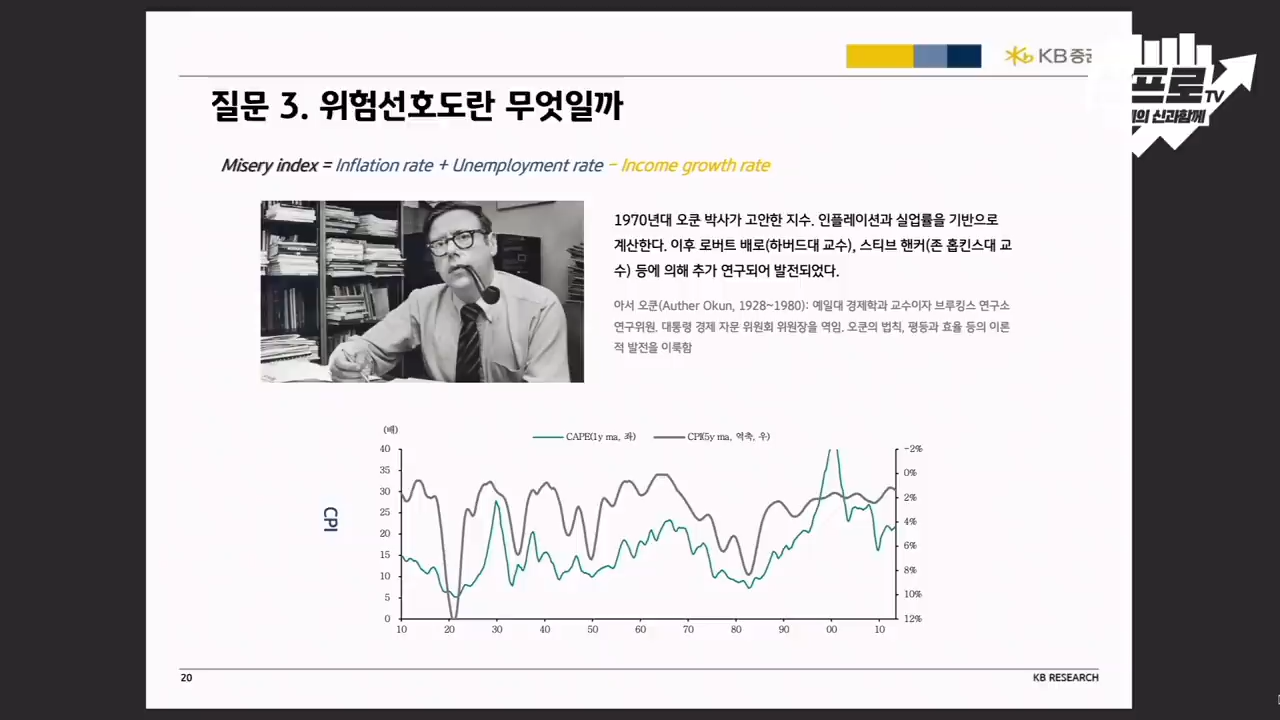 KB
프로TV
신과함께
질문 3. 위험선호도란 무엇일까
Misery index = Inflation rate + Unemployment rate − Income growth rate
1970년대 오쿤 박사가 고안한 지수. 인플레이션과 실업률을 기반으로
계산한다. 이후 로버트 배로(하버드대 교수), 스티브 핸커(존 홉킨스대 교
수) 등에 의해 추가 연구되어 발전되었다.
아서 오쿤(Auther Okun, 1928~1980): 예일대 경제학과 교수이자 브루킹스 연구소
연구위원. 대통령 경제 자문 위원회 위원장을 역임. 오쿤의 법칙, 평등과 효율 등의 이론
적 발전을 이룩함
(배)
CAPE(1y ma, 좌) CPI(5y ma, 역축, 우)
40 −2%
35 0%
30 2%
25 4%
20 6%
15 8%
10 10%
5 12%
0
CPI
10 20 30 40 50 60 70 80 90 00 10
20 KB RESEARCH